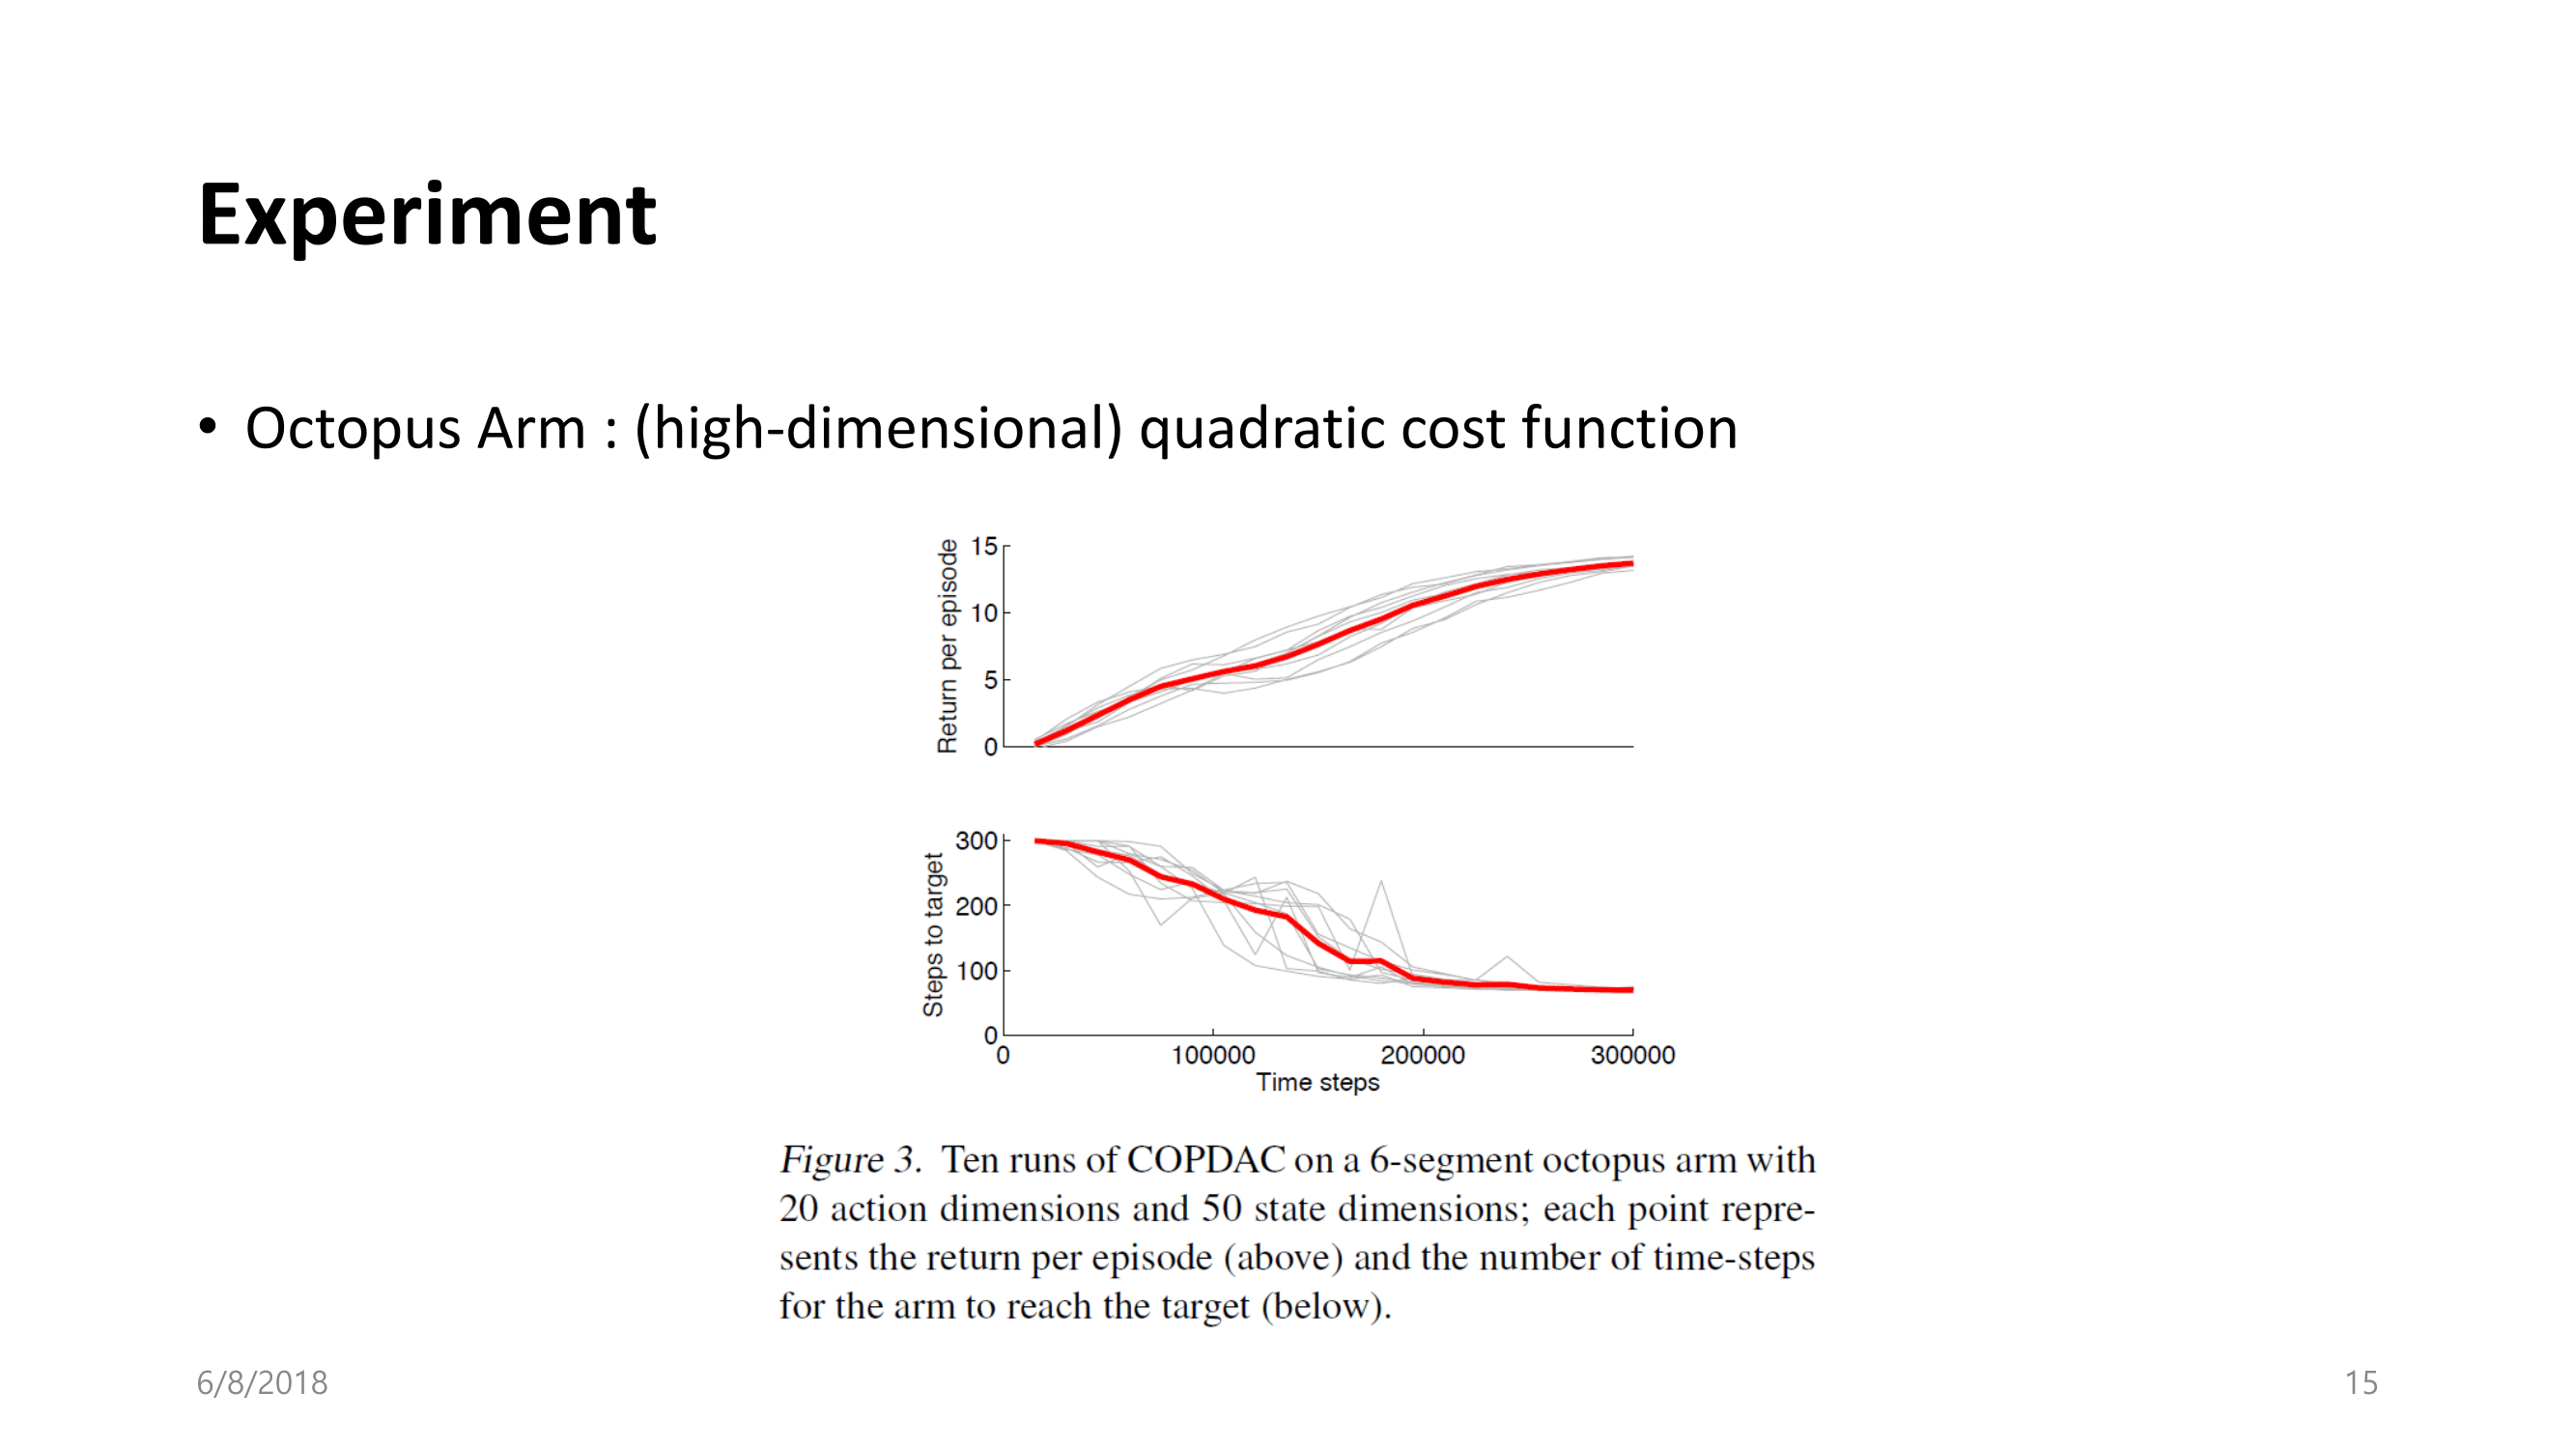 Experiment
• Octopus Arm : (high-dimensional) quadratic cost function
Return per episode
15
10
5
0
Steps to target
300
200
100
0
0 100000 200000 300000
Time steps
Figure 3. Ten runs of COPDAC on a 6-segment octopus arm with
20 action dimensions and 50 state dimensions; each point repre-
sents the return per episode (above) and the number of time-steps
for the arm to reach the target (below).
6/8/2018
15